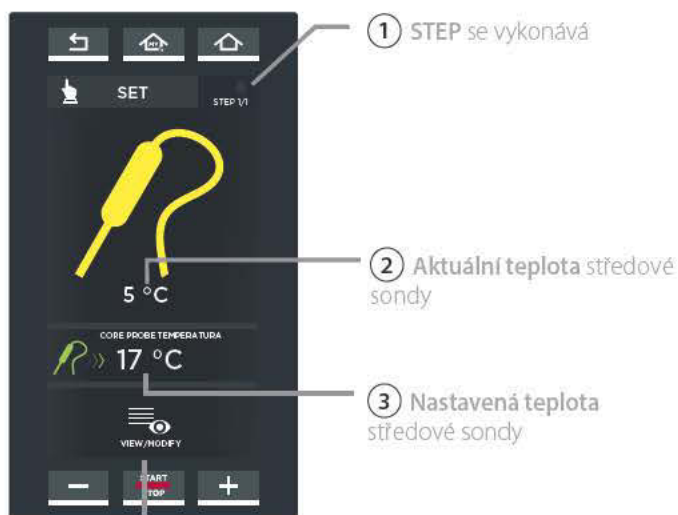 MY
SET
STEP 1/1
5 °C
CORE PROBE TEMPERATURA
» 17 °C
VIEW/MODIFY
START
STOP
1 STEP se vykonává
2 Aktuální teplota středové
sondy
3 Nastavená teplota
středové sondy